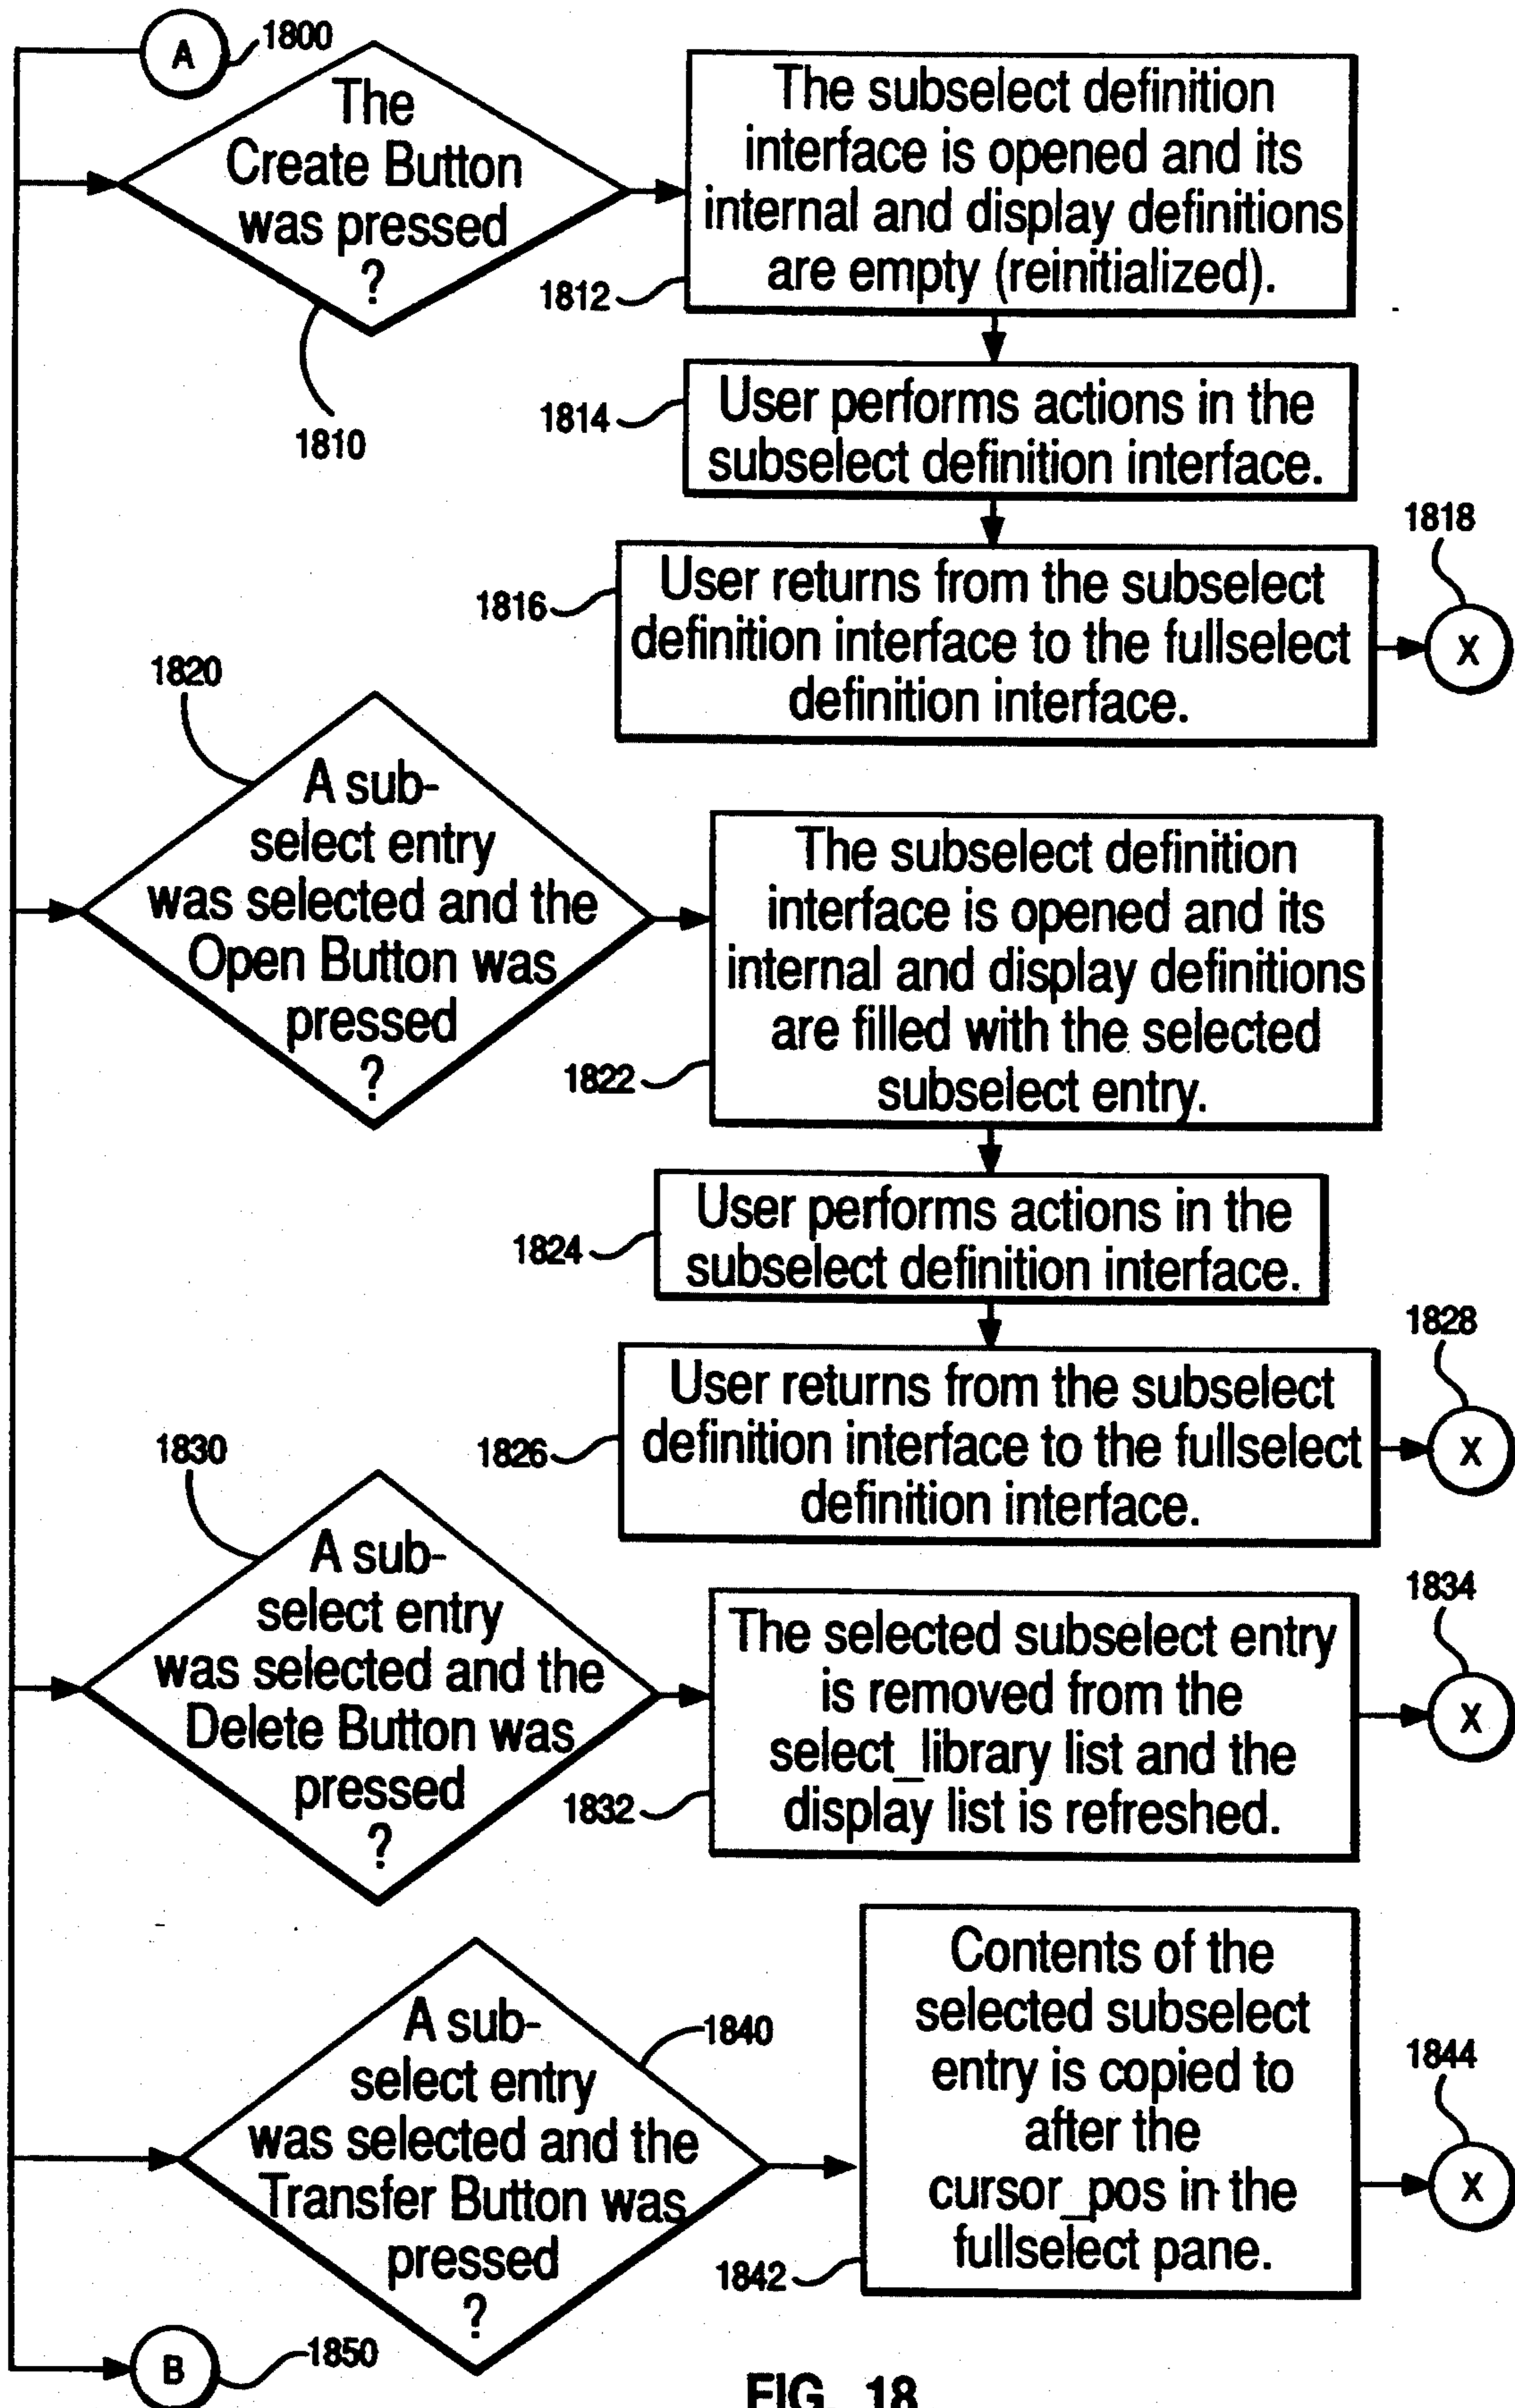 A
1800
The
Create Button
was pressed
?
1810
The subselect definition
interface is opened and its
internal and display definitions
are empty (reinitialized).
1812
User performs actions in the
subselect definition interface.
1814
User returns from the subselect
definition interface to the fullselect
definition interface.
1816
1818
X
1820
A sub-
select entry
was selected and the
Open Button was
pressed
?
The subselect definition
interface is opened and its
internal and display definitions
are filled with the selected
subselect entry.
1822
User performs actions in the
subselect definition interface.
1824
User returns from the subselect
definition interface to the fullselect
definition interface.
1826
1828
X
1830
A sub-
select entry
was selected and the
Delete Button was
pressed
?
The selected subselect entry
is removed from the
select_library list and the
display list is refreshed.
1832
1834
X
A sub-
select entry
was selected and the
Transfer Button was
pressed
?
1840
Contents of the
selected subselect
entry is copied to
after the
cursor_pos in the
fullselect pane.
1842
1844
X
B
1850
FIG. 18